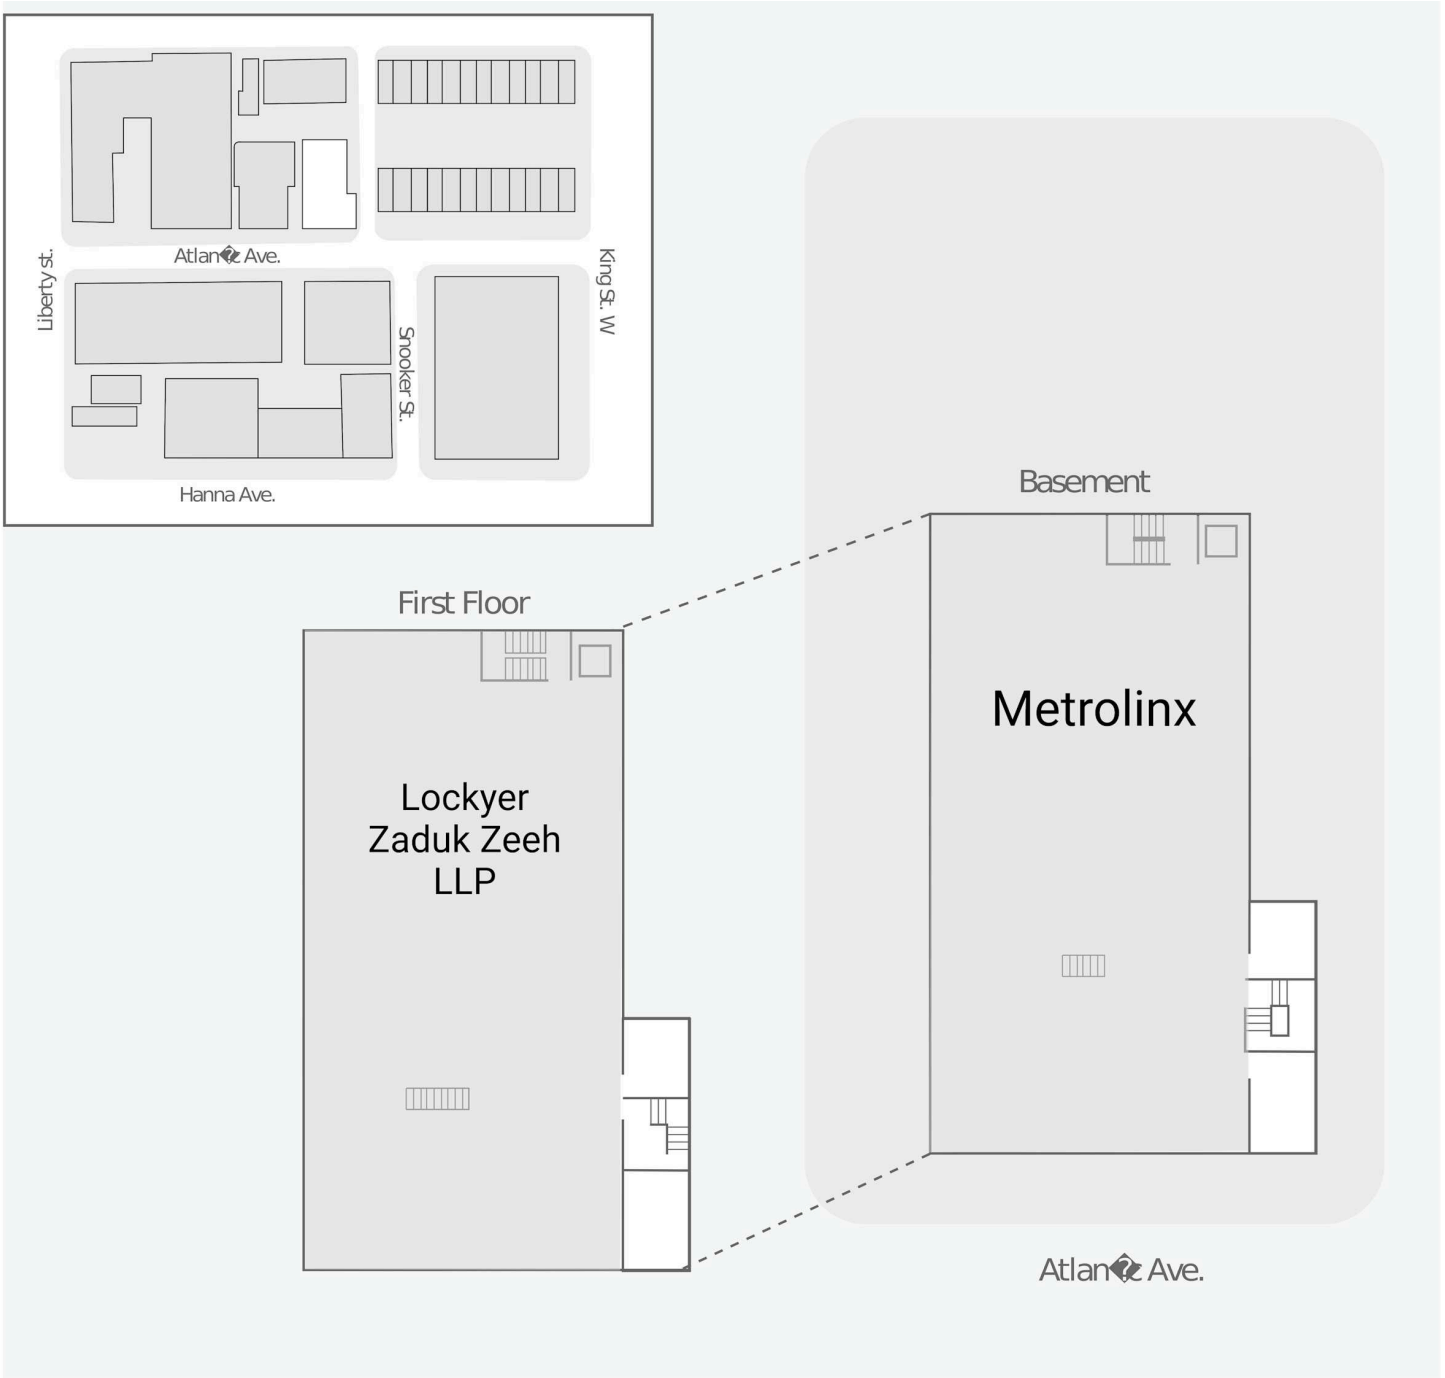 Atlan�c Ave.
Liberty st.
King St. W
Snooker St.
Hanna Ave.
Basement
First Floor
Metrolinx
Lockyer
Zaduk Zeeh
LLP
Atlan�c Ave.